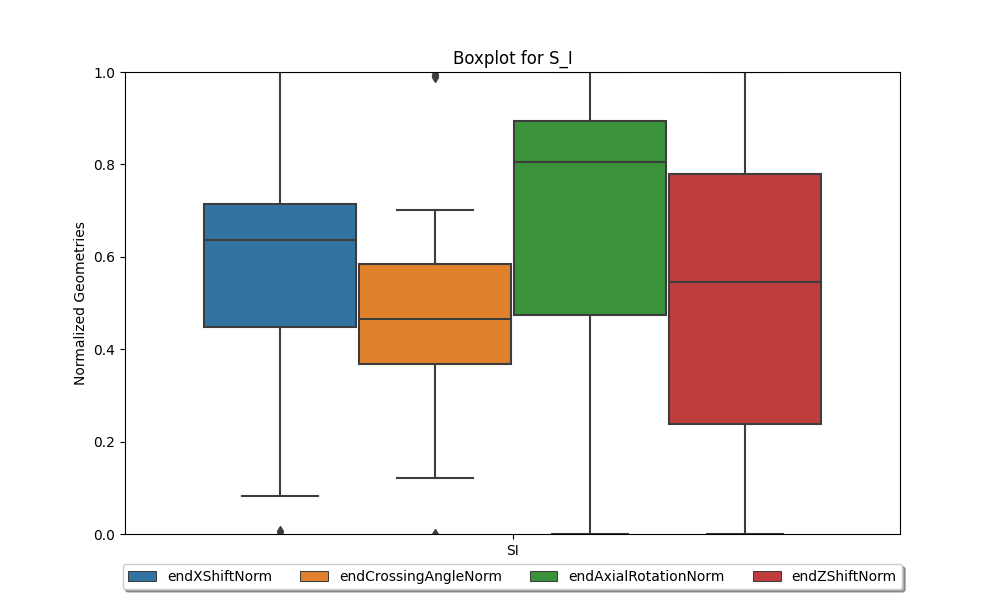 Boxplot for S_I
Normalized Geometries
1.0
0.8
0.6
0.4
0.2
0.0
SI
endXShiftNorm endCrossingAngleNorm endAxialRotationNorm endZShiftNorm